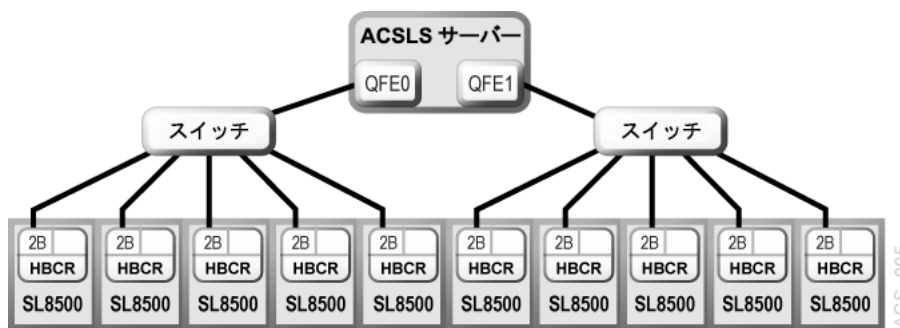 ACSLS サーバー
QFE0 QFE1
スイッチ スイッチ
2B 2B 2B 2B 2B 2B 2B 2B 2B 2B
HBCR HBCR HBCR HBCR HBCR HBCR HBCR HBCR HBCR HBCR
SL8500 SL8500 SL8500 SL8500 SL8500 SL8500 SL8500 SL8500 SL8500 SL8500